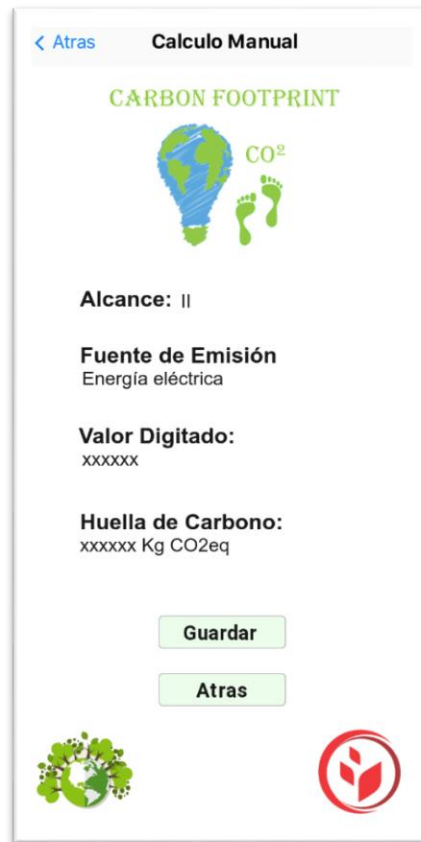 < Atras Calculo Manual
CARBON FOOTPRINT
CO²
Alcance: II
Fuente de Emisión
Energía eléctrica
Valor Digitado:
xxxxxx
Huella de Carbono:
xxxxxx Kg CO2eq
Guardar
Atras